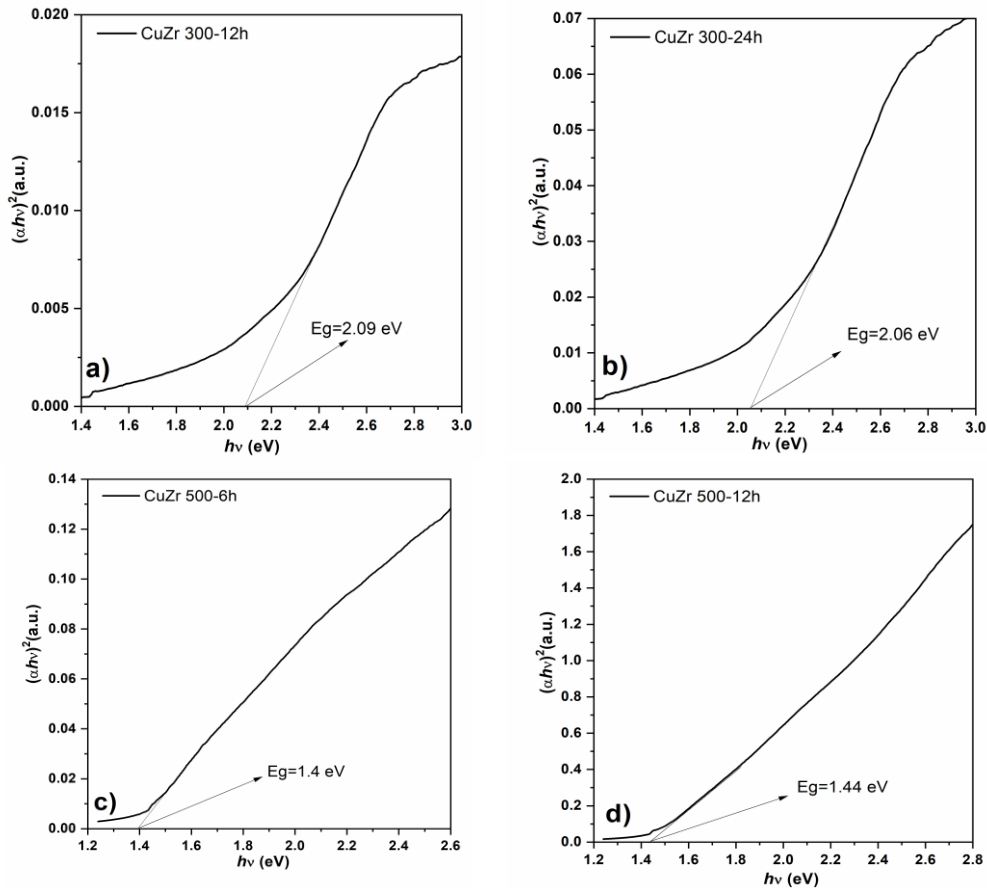 CuZr 300-12h
0.020
0.015
0.010
0.005
0.000
(αhν)²(a.u.)
Eg=2.09 eV
a)
1.4 1.6 1.8 2.0 2.2 2.4 2.6 2.8 3.0
hν (eV)
CuZr 300-24h
0.07
0.06
0.05
0.04
0.03
0.02
0.01
0.00
(αhν)²(a.u.)
Eg=2.06 eV
b)
1.4 1.6 1.8 2.0 2.2 2.4 2.6 2.8 3.0
hν (eV)
CuZr 500-6h
0.14
0.12
0.10
0.08
0.06
0.04
0.02
0.00
(αhν)²(a.u.)
Eg=1.4 eV
c)
1.2 1.4 1.6 1.8 2.0 2.2 2.4 2.6
hν (eV)
CuZr 500-12h
2.0
1.8
1.6
1.4
1.2
1.0
0.8
0.6
0.4
0.2
0.0
(αhν)²(a.u.)
Eg=1.44 eV
d)
1.2 1.4 1.6 1.8 2.0 2.2 2.4 2.6 2.8
hν (eV)